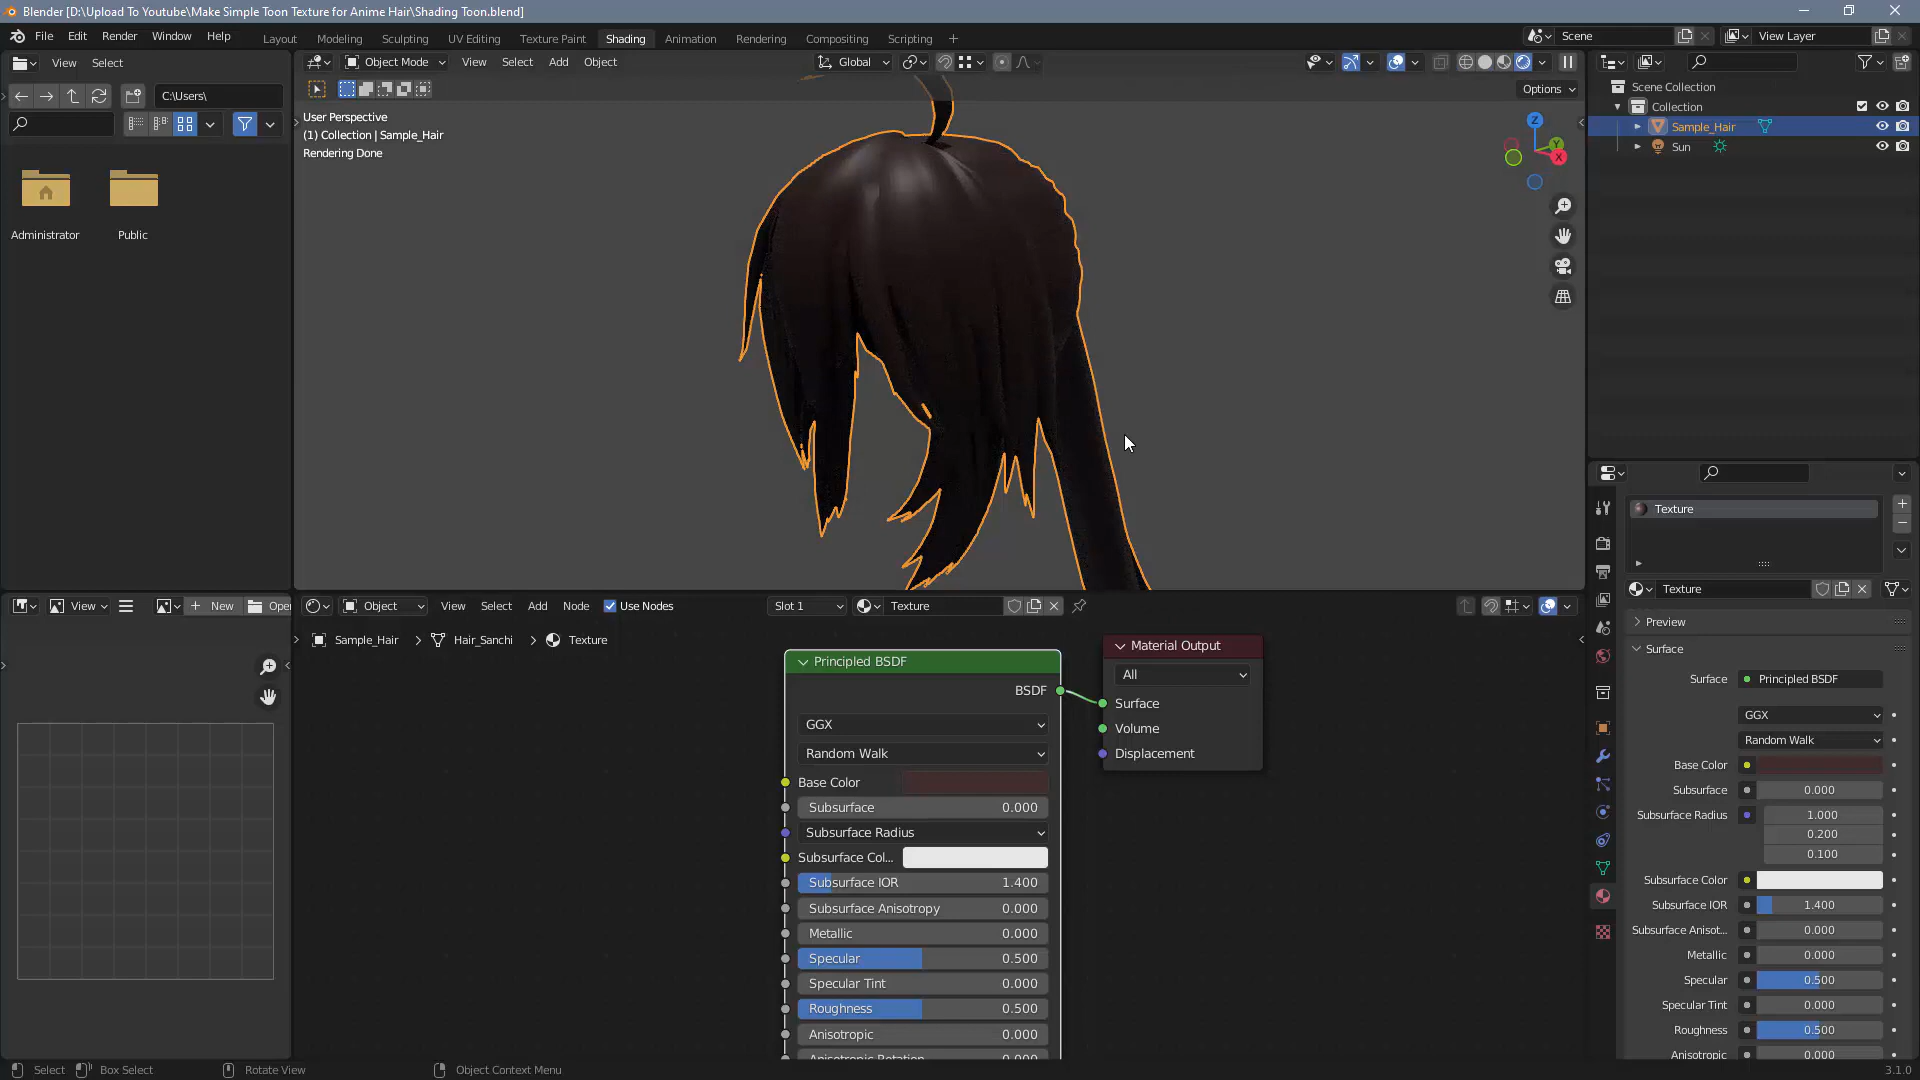 Blender [D:\Upload To Youtube\Make Simple Toon Texture for Anime Hair\Shading Toon.blend]
File Edit Render Window Help Layout Modeling Sculpting UV Editing Texture Paint Shading Animation Rendering Compositing Scripting Scene View Layer
View Select Object Mode View Select Add Object Global
C:\Users\ Options
Administrator Public
User Perspective
(1) Collection | Sample_Hair
Rendering Done
Z
Y
X
Scene Collection
Collection
Sample_Hair
Sun
Texture
Texture
Preview
Surface
Surface Principled BSDF
GGX
Random Walk
Base Color
Subsurface 0.000
Subsurface Radius 1.000
0.200
0.100
Subsurface Color
Subsurface IOR 1.400
Subsurface Anisot... 0.000
Metallic 0.000
Specular 0.500
Specular Tint 0.000
Roughness 0.500
Anisotropic 0.000
View New Open
Object View Select Add Node Use Nodes Slot 1 Texture
Sample_Hair > Hair_Sanchi > Texture
Principled BSDF
BSDF
GGX
Random Walk
Base Color
Subsurface 0.000
Subsurface Radius
Subsurface Col...
Subsurface IOR 1.400
Subsurface Anisotropy 0.000
Metallic 0.000
Specular 0.500
Specular Tint 0.000
Roughness 0.500
Anisotropic 0.000
Anisotropic Rotation 0.000
Material Output
All
Surface
Volume
Displacement
Select Box Select Rotate View Object Context Menu 3.1.0